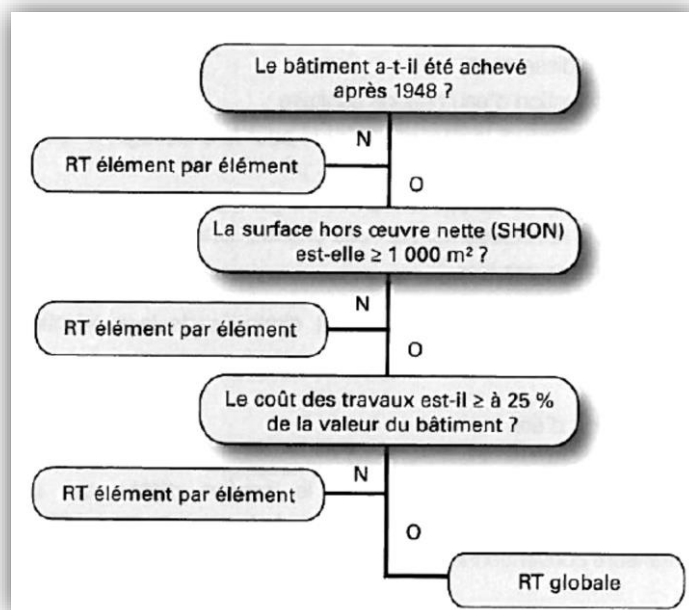 Le bâtiment a-t-il été achevé
après 1948 ?
N
RT élément par élément
O
La surface hors œuvre nette (SHON)
est-elle ≥ 1 000 m² ?
N
RT élément par élément
O
Le coût des travaux est-il ≥ à 25 %
de la valeur du bâtiment ?
N
RT élément par élément
O
RT globale